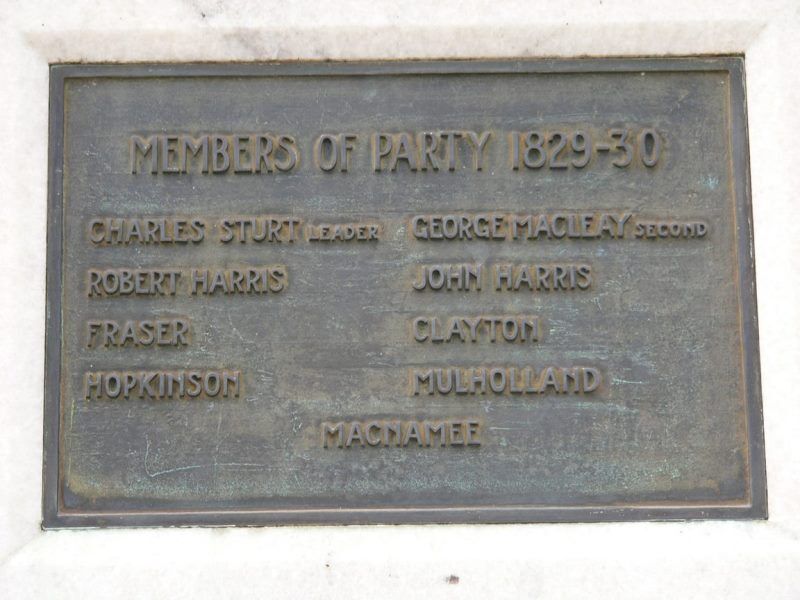 MEMBERS OF PARTY 1829-30
CHARLES STURT LEADER GEORGE MACLEAY SECOND
ROBERT HARRIS JOHN HARRIS
FRASER CLAYTON
HOPKINSON MULHOLLAND
MACNAMEE